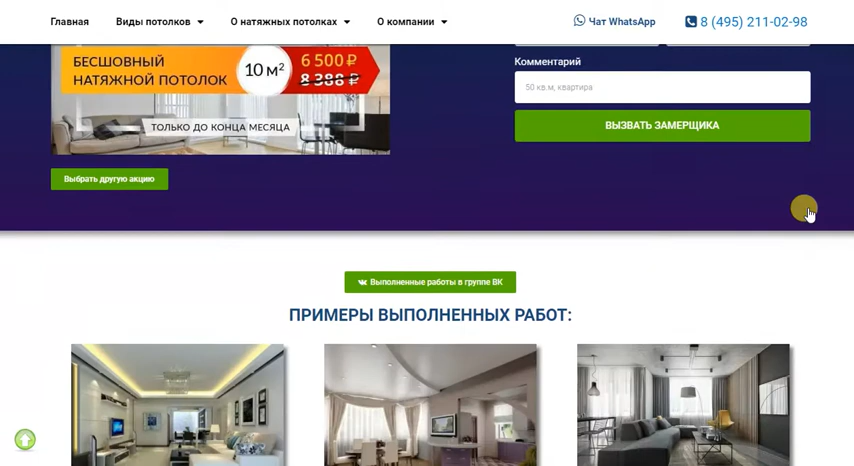 Главная Виды потолков О натяжных потолках О компании Чат WhatsApp 8 (495) 211-02-98
БЕСШОВНЫЙ
НАТЯЖНОЙ ПОТОЛОК
10 м²
6 500 ₽
8 388 ₽
ТОЛЬКО ДО КОНЦА МЕСЯЦА
Выбрать другую акцию
Комментарий
50 кв.м, квартира
ВЫЗВАТЬ ЗАМЕРЩИКА
Выполненные работы в группе ВК
ПРИМЕРЫ ВЫПОЛНЕННЫХ РАБОТ: